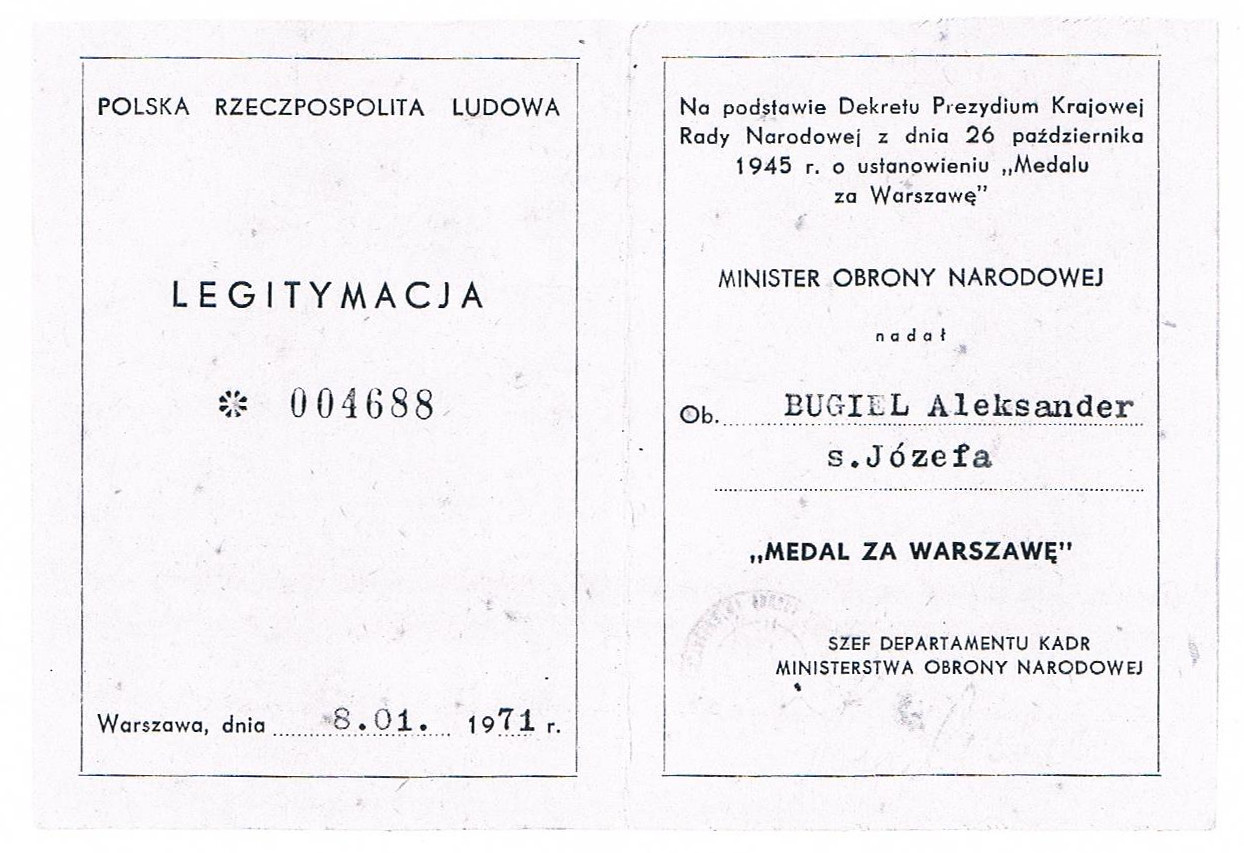 POLSKA RZECZPOSPOLITA LUDOWA
LEGITYMACJA
* 004688
Warszawa, dnia 8.01. 1971 r.
Na podstawie Dekretu Prezydium Krajowej
Rady Narodowej z dnia 26 października
1945 r. o ustanowieniu „Medalu
za Warszawę”
MINISTER OBRONY NARODOWEJ
nadał
Ob. BUGIEL Aleksander
s.Józefa
„MEDAL ZA WARSZAWĘ”
SZEF DEPARTAMENTU KADR
MINISTERSTWA OBRONY NARODOWEJ